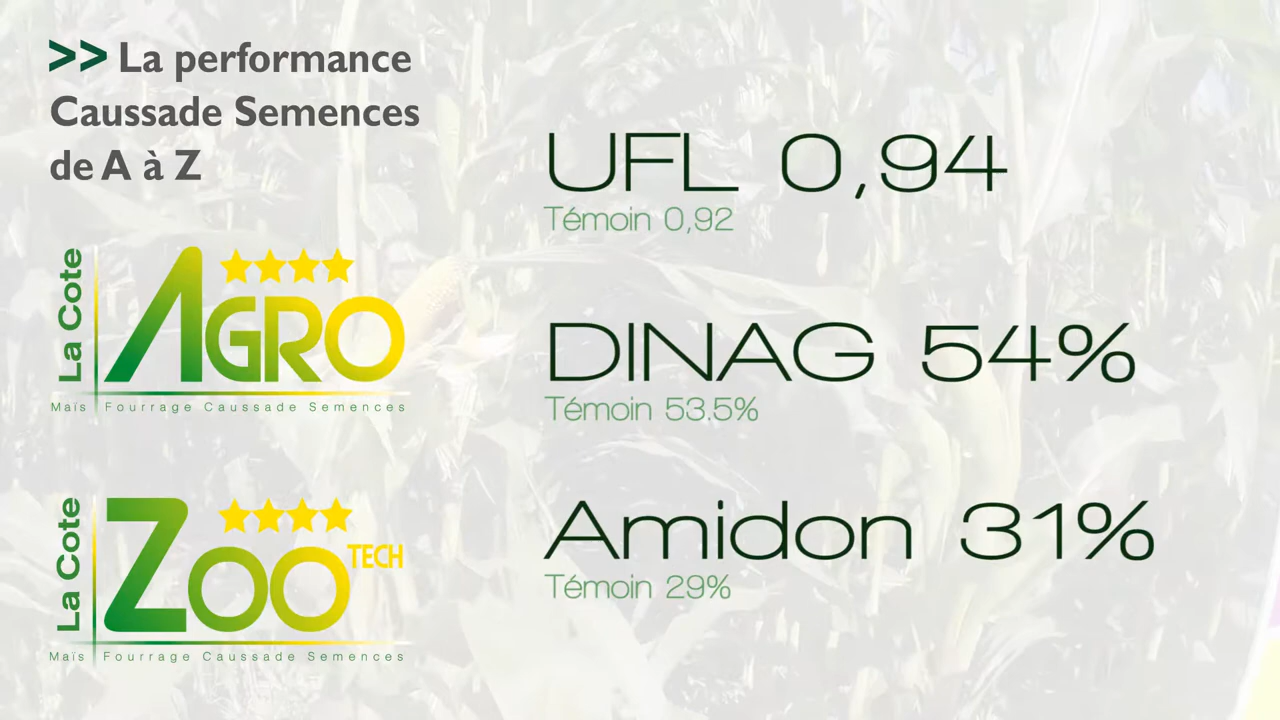 >> La performance
Caussade Semences
de A à Z
La Cote
AGRO
Maïs Fourrage Caussade Semences
La Cote
ZOO TECH
Maïs Fourrage Caussade Semences
UFL 0,94
Témoin 0,92
DINAG 54%
Témoin 53.5%
Amidon 31%
Témoin 29%